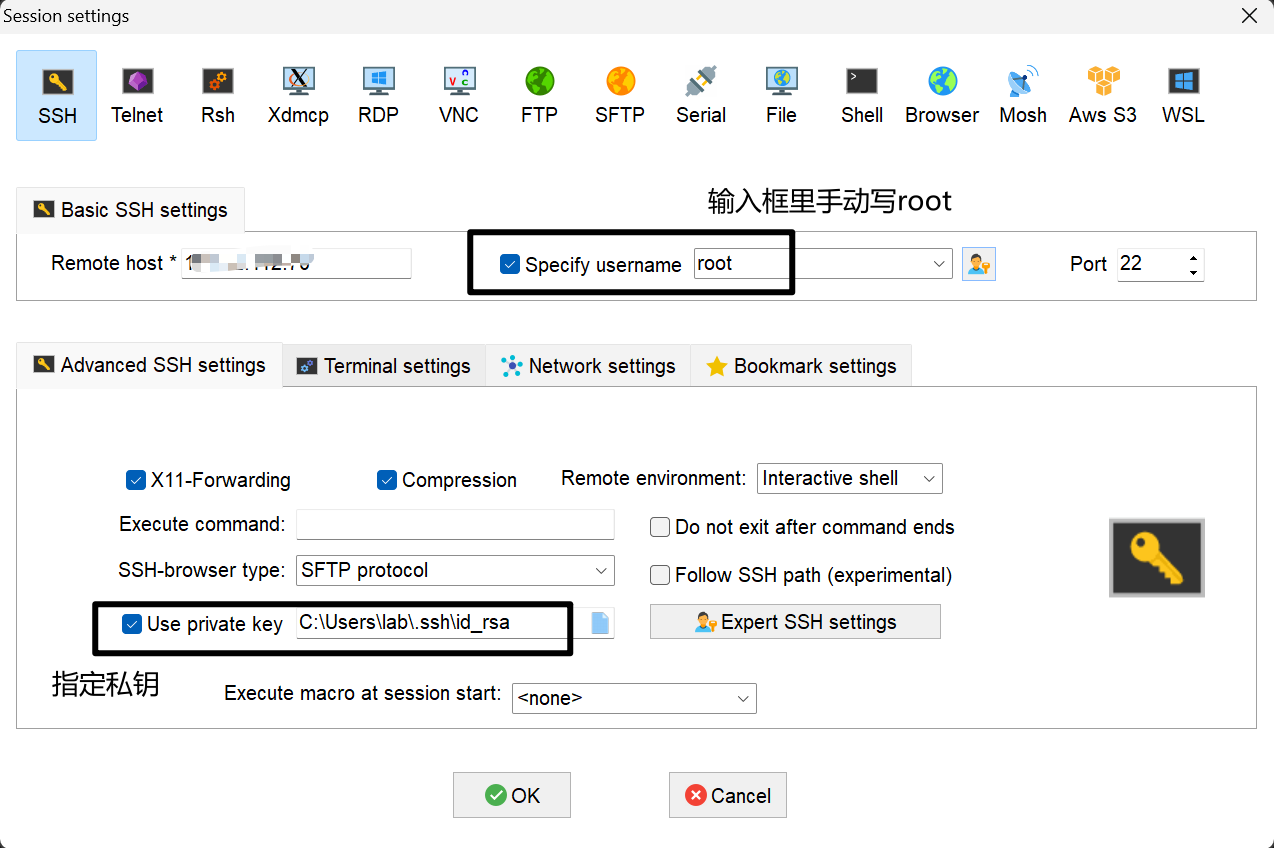 Session settings
SSH Telnet Rsh Xdmcp RDP VNC FTP SFTP Serial File Shell Browser Mosh Aws S3 WSL
输入框里手动写root
Basic SSH settings
Remote host * Specify username root Port 22
Advanced SSH settings Terminal settings Network settings Bookmark settings
X11-Forwarding Compression Remote environment: Interactive shell
Execute command: Do not exit after command ends
SSH-browser type: SFTP protocol Follow SSH path (experimental)
Use private key C:\Users\lab\.ssh\id_rsa Expert SSH settings
指定私钥
Execute macro at session start: <none>
OK Cancel